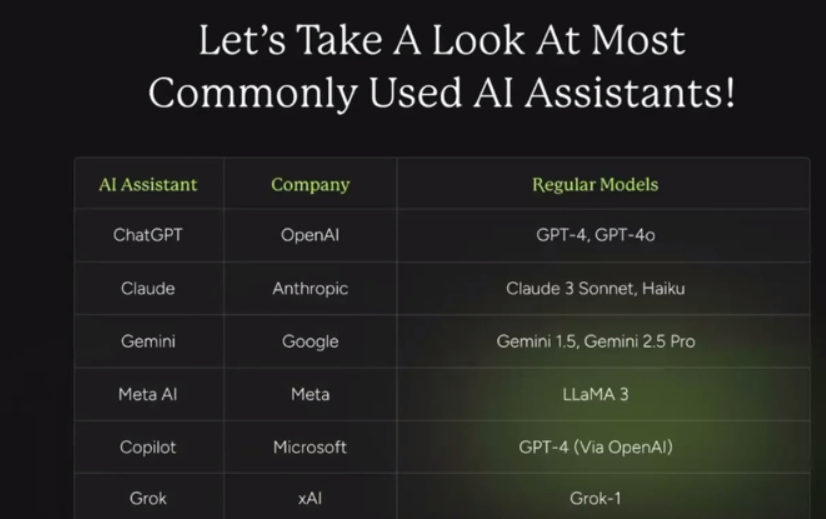 Let's Take A Look At Most
Commonly Used AI Assistants!
AI Assistant Company Regular Models
ChatGPT OpenAI GPT-4, GPT-4o
Claude Anthropic Claude 3 Sonnet, Haiku
Gemini Google Gemini 1.5, Gemini 2.5 Pro
Meta AI Meta LLaMA 3
Copilot Microsoft GPT-4 (Via OpenAI)
Grok xAI Grok-1